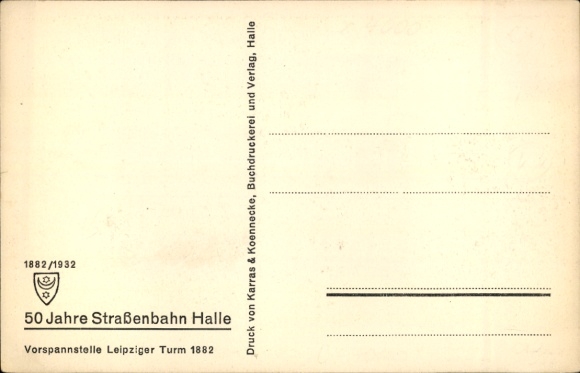 1882/1932
50 Jahre Straßenbahn Halle
Vorspannstelle Leipziger Turm 1882
Druck von Karras & Koennecke, Buchdruckerei und Verlag, Halle